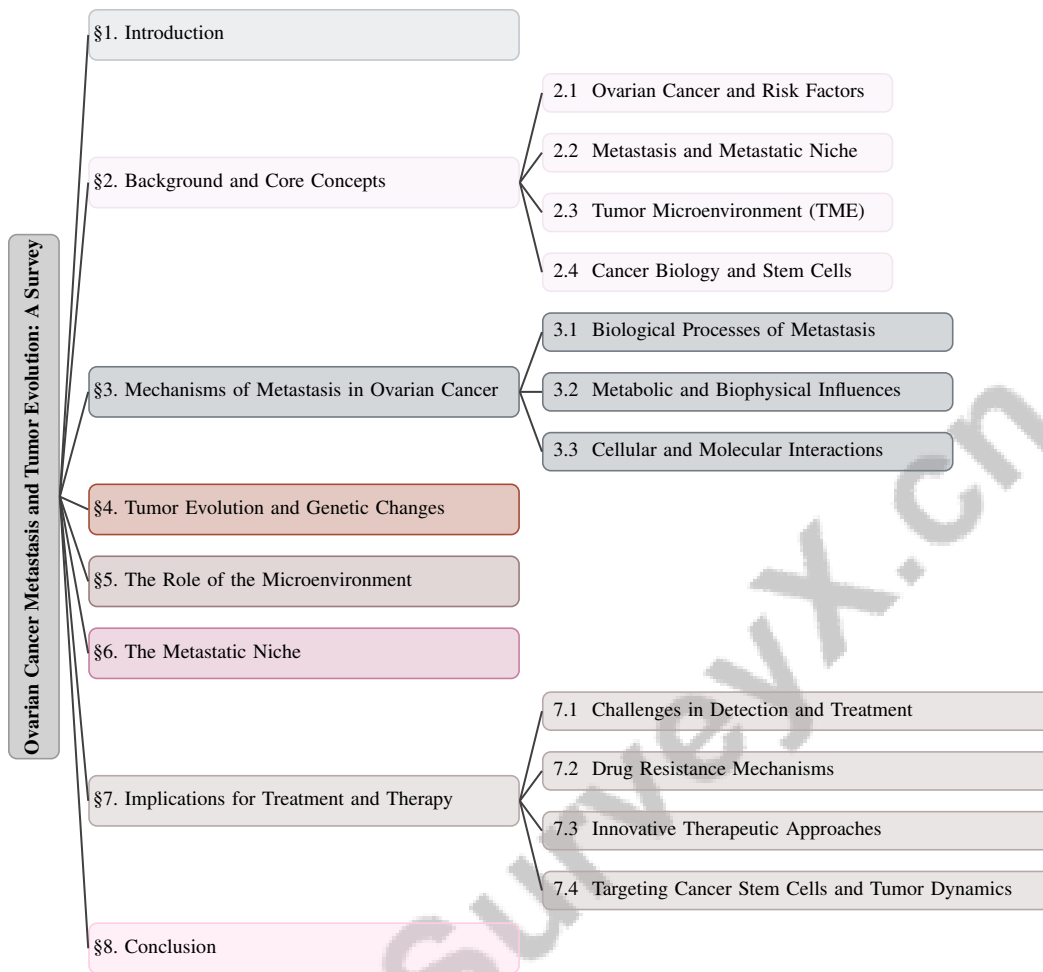 Ovarian Cancer Metastasis and Tumor Evolution: A Survey
§1. Introduction
§2. Background and Core Concepts
2.1 Ovarian Cancer and Risk Factors
2.2 Metastasis and Metastatic Niche
2.3 Tumor Microenvironment (TME)
2.4 Cancer Biology and Stem Cells
§3. Mechanisms of Metastasis in Ovarian Cancer
3.1 Biological Processes of Metastasis
3.2 Metabolic and Biophysical Influences
3.3 Cellular and Molecular Interactions
§4. Tumor Evolution and Genetic Changes
§5. The Role of the Microenvironment
§6. The Metastatic Niche
§7. Implications for Treatment and Therapy
7.1 Challenges in Detection and Treatment
7.2 Drug Resistance Mechanisms
7.3 Innovative Therapeutic Approaches
7.4 Targeting Cancer Stem Cells and Tumor Dynamics
§8. Conclusion
SurveyX.cn